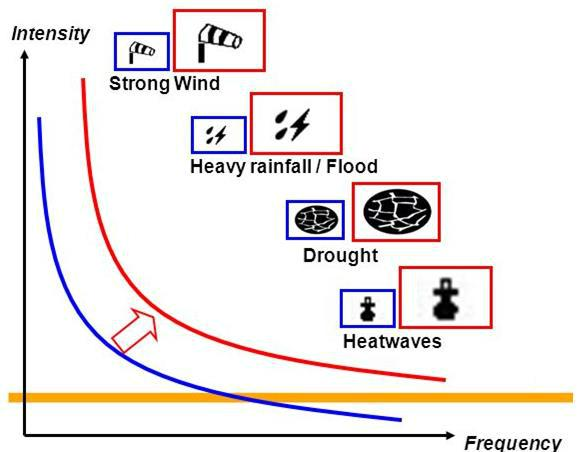 Intensity
Strong Wind
Heavy rainfall / Flood
Drought
Heatwaves
Frequency